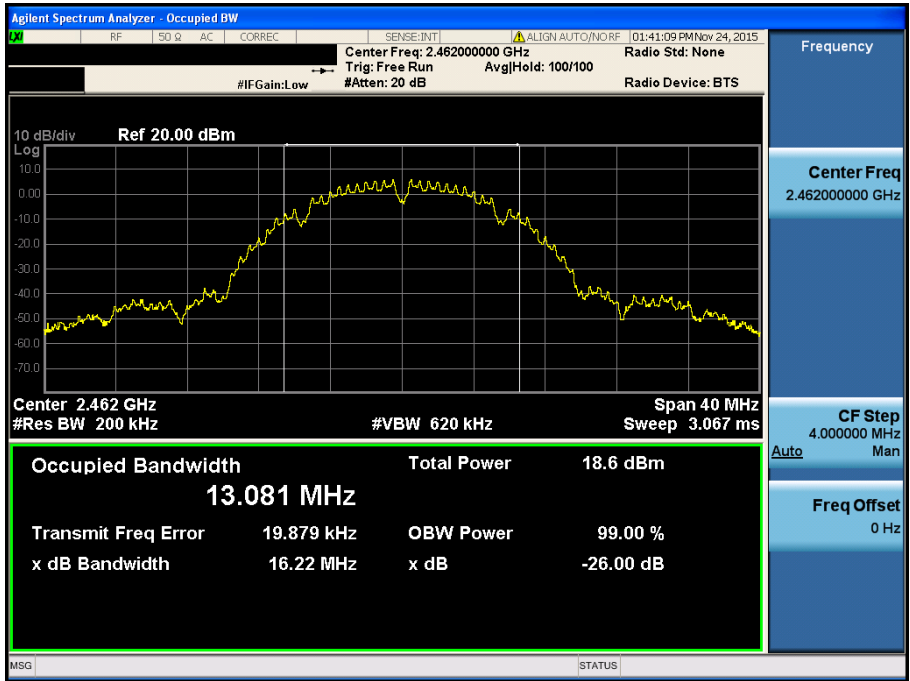 Agilent Spectrum Analyzer - Occupied BW
LXI RF 50 Ω AC CORREC SENSE:INT ALIGN AUTO/NO RF 01:41:09 PM Nov 24, 2015
Center Freq: 2.462000000 GHz Radio Std: None
Trig: Free Run Avg|Hold: 100/100
#IFGain:Low #Atten: 20 dB Radio Device: BTS
10 dB/div Ref 20.00 dBm
Log
10.0
0.00
-10.0
-20.0
-30.0
-40.0
-50.0
-60.0
-70.0
Center 2.462 GHz Span 40 MHz
#Res BW 200 kHz #VBW 620 kHz Sweep 3.067 ms
Occupied Bandwidth Total Power 18.6 dBm
13.081 MHz
Transmit Freq Error 19.879 kHz OBW Power 99.00 %
x dB Bandwidth 16.22 MHz x dB -26.00 dB
MSG STATUS
Frequency
Center Freq
2.462000000 GHz
CF Step
4.000000 MHz
Auto Man
Freq Offset
0 Hz